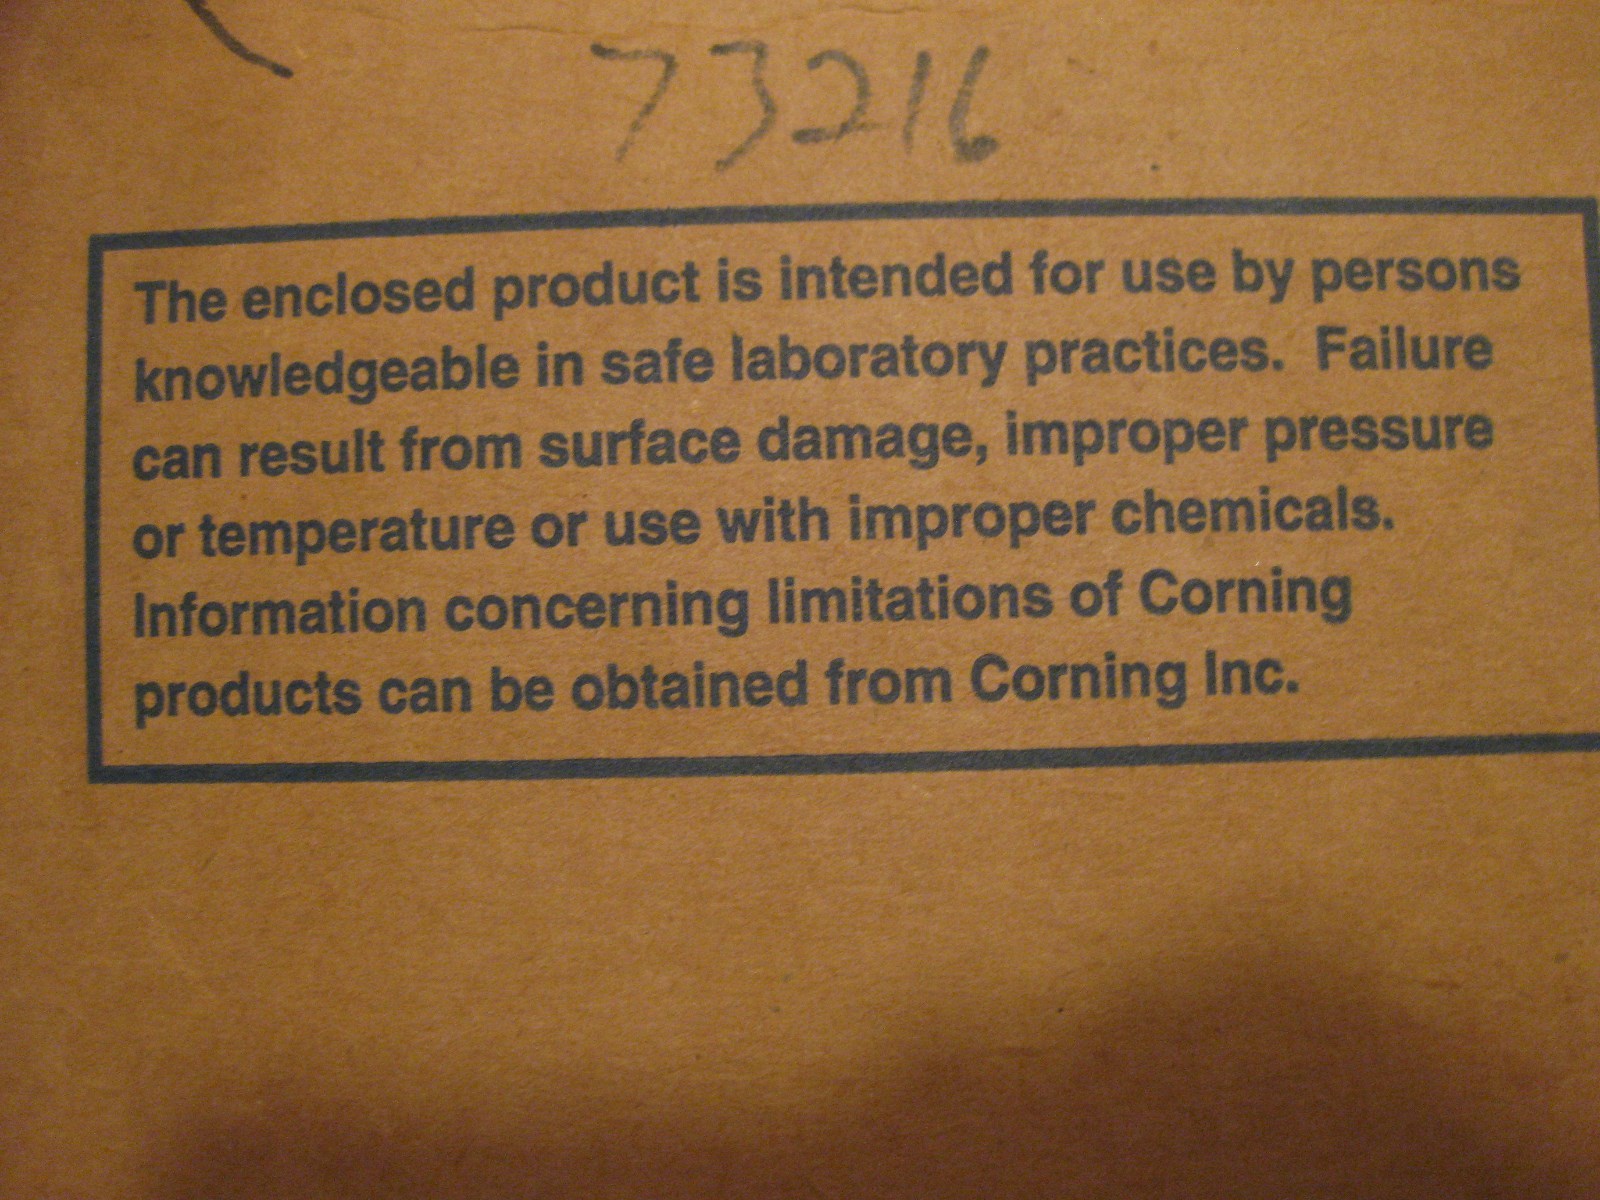 73216
The enclosed product is intended for use by persons
knowledgeable in safe laboratory practices. Failure
can result from surface damage, improper pressure
or temperature or use with improper chemicals.
Information concerning limitations of Corning
products can be obtained from Corning Inc.